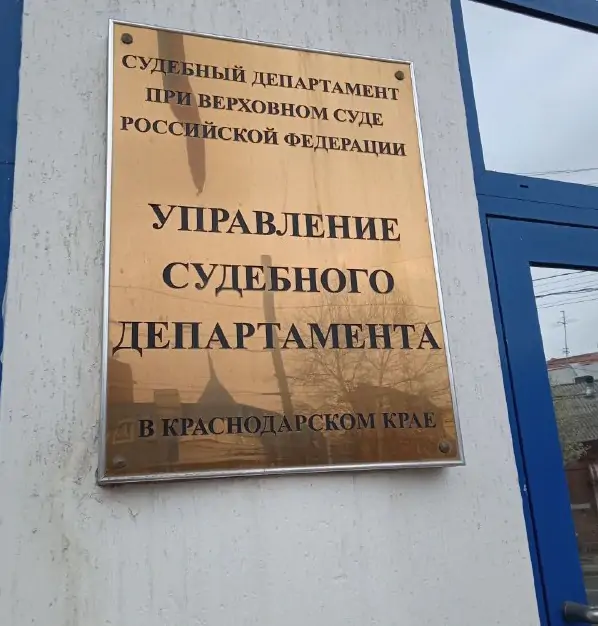 СУДЕБНЫЙ ДЕПАРТАМЕНТ
ПРИ ВЕРХОВНОМ СУДЕ
РОССИЙСКОЙ ФЕДЕРАЦИИ
УПРАВЛЕНИЕ
СУДЕБНОГО
ДЕПАРТАМЕНТА
В КРАСНОДАРСКОМ КРАЕ